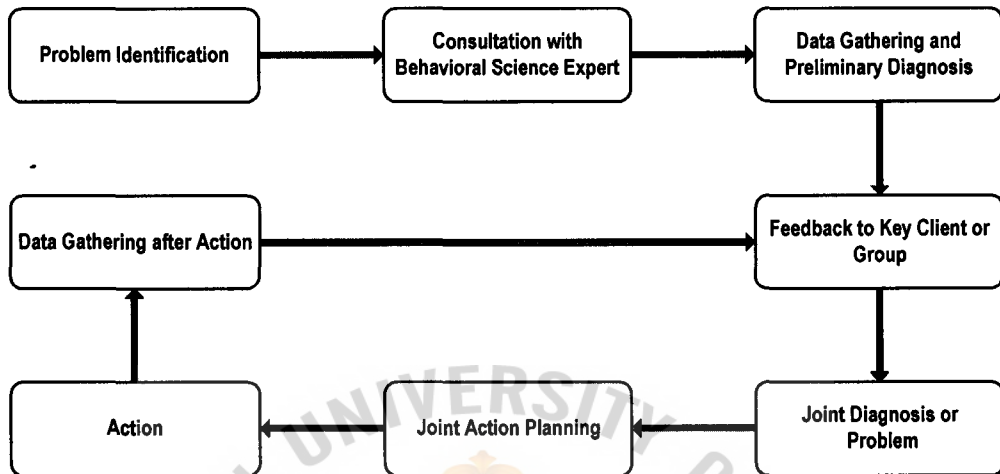 Problem Identification
Consultation with
Behavioral Science Expert
Data Gathering and
Preliminary Diagnosis
Data Gathering after Action
Feedback to Key Client or
Group
Action
Joint Action Planning
Joint Diagnosis or
Problem
UNIVERSITY